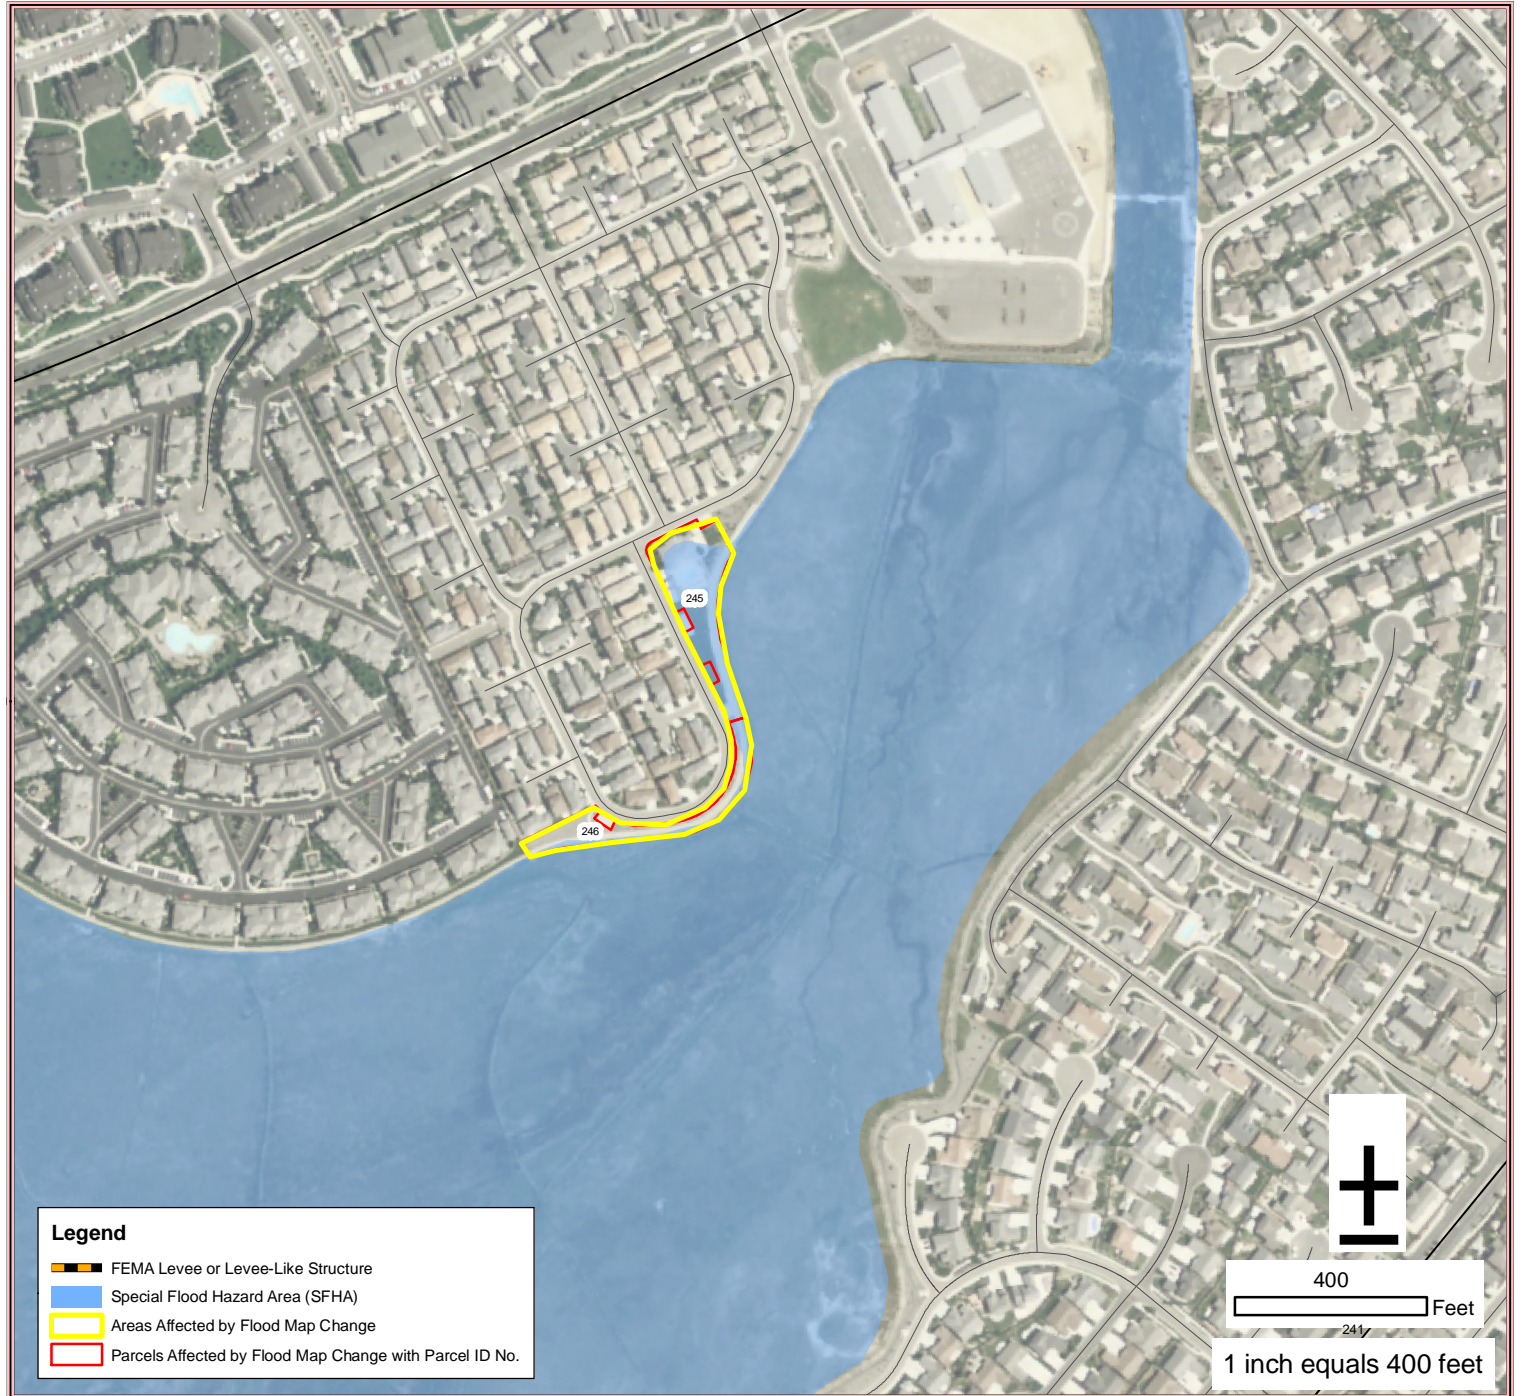 245
246
Legend
FEMA Levee or Levee-Like Structure
Special Flood Hazard Area (SFHA)
Areas Affected by Flood Map Change
Parcels Affected by Flood Map Change with Parcel ID No.
±
400
Feet
241
1 inch equals 400 feet